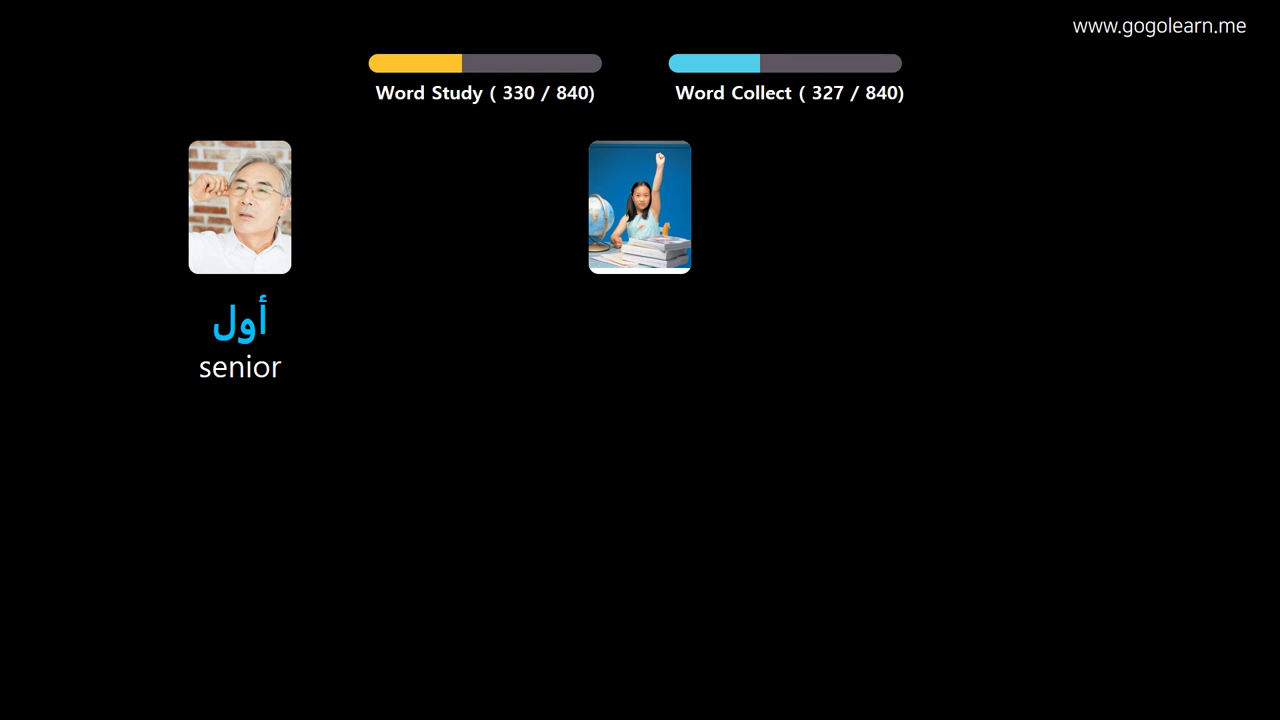 www.gogolearn.me
Word Study ( 330 / 840)
Word Collect ( 327 / 840)
أول
senior